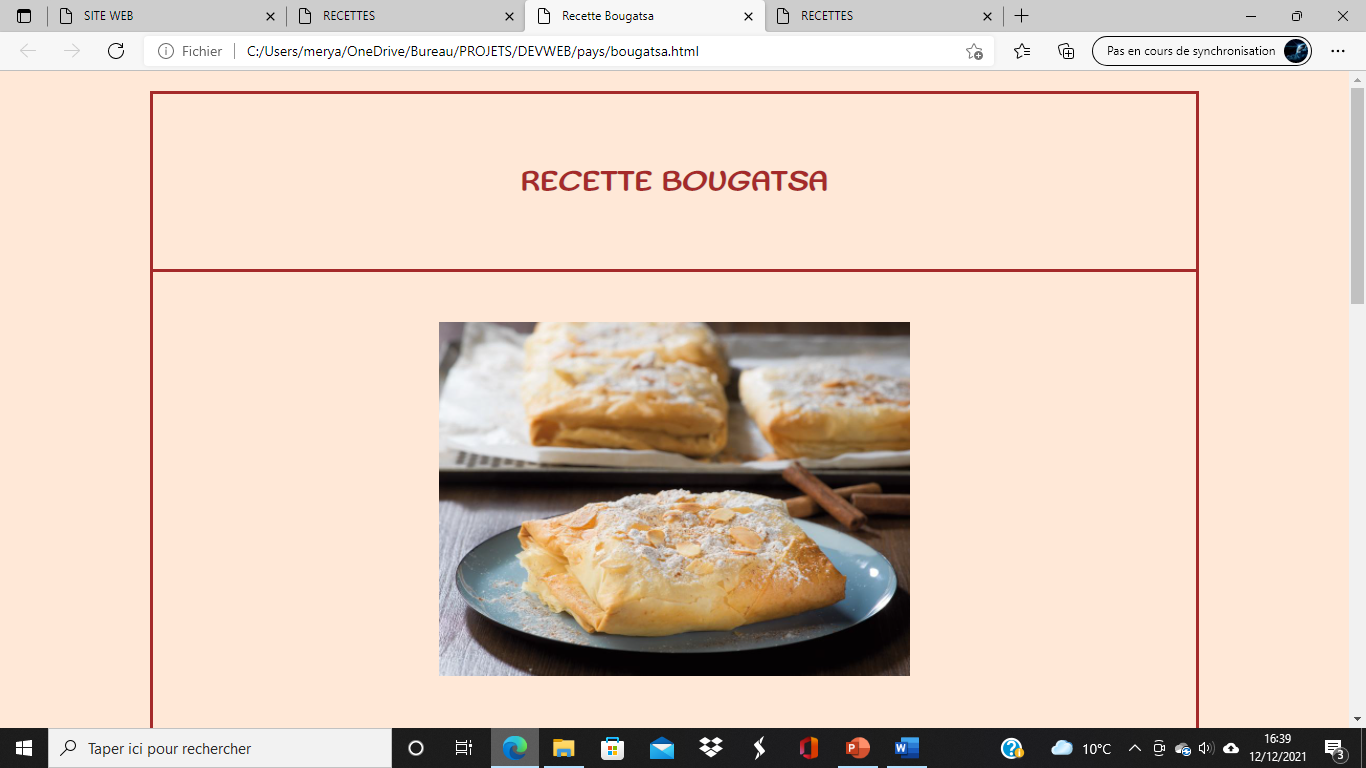 SITE WEB
RECETTES
Recette Bougatsa
RECETTES
Fichier
C:/Users/merya/OneDrive/Bureau/PROJETS/DEVWEB/pays/bougatsa.html
Pas en cours de synchronisation
RECETTE BOUGATSA
Taper ici pour rechercher
10°C
16:39
12/12/2021
3